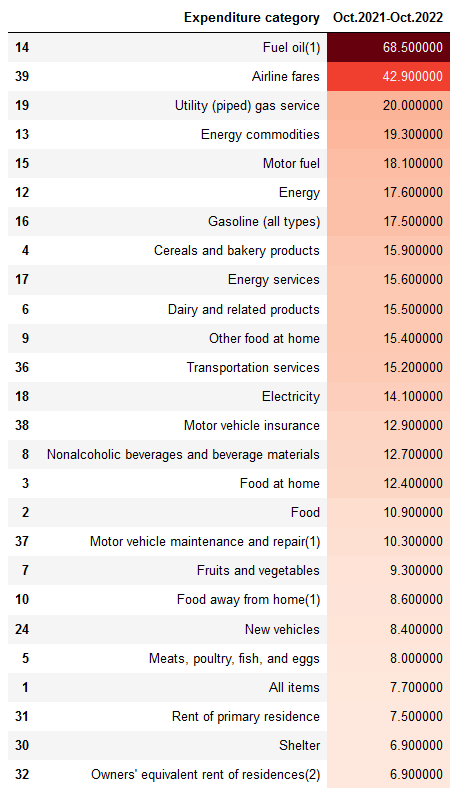 Expenditure category Oct.2021-Oct.2022
14 Fuel oil(1) 68.500000
39 Airline fares 42.900000
19 Utility (piped) gas service 20.000000
13 Energy commodities 19.300000
15 Motor fuel 18.100000
12 Energy 17.600000
16 Gasoline (all types) 17.500000
4 Cereals and bakery products 15.900000
17 Energy services 15.600000
6 Dairy and related products 15.500000
9 Other food at home 15.400000
36 Transportation services 15.200000
18 Electricity 14.100000
38 Motor vehicle insurance 12.900000
8 Nonalcoholic beverages and beverage materials 12.700000
3 Food at home 12.400000
2 Food 10.900000
37 Motor vehicle maintenance and repair(1) 10.300000
7 Fruits and vegetables 9.300000
10 Food away from home(1) 8.600000
24 New vehicles 8.400000
5 Meats, poultry, fish, and eggs 8.000000
1 All items 7.700000
31 Rent of primary residence 7.500000
30 Shelter 6.900000
32 Owners' equivalent rent of residences(2) 6.900000